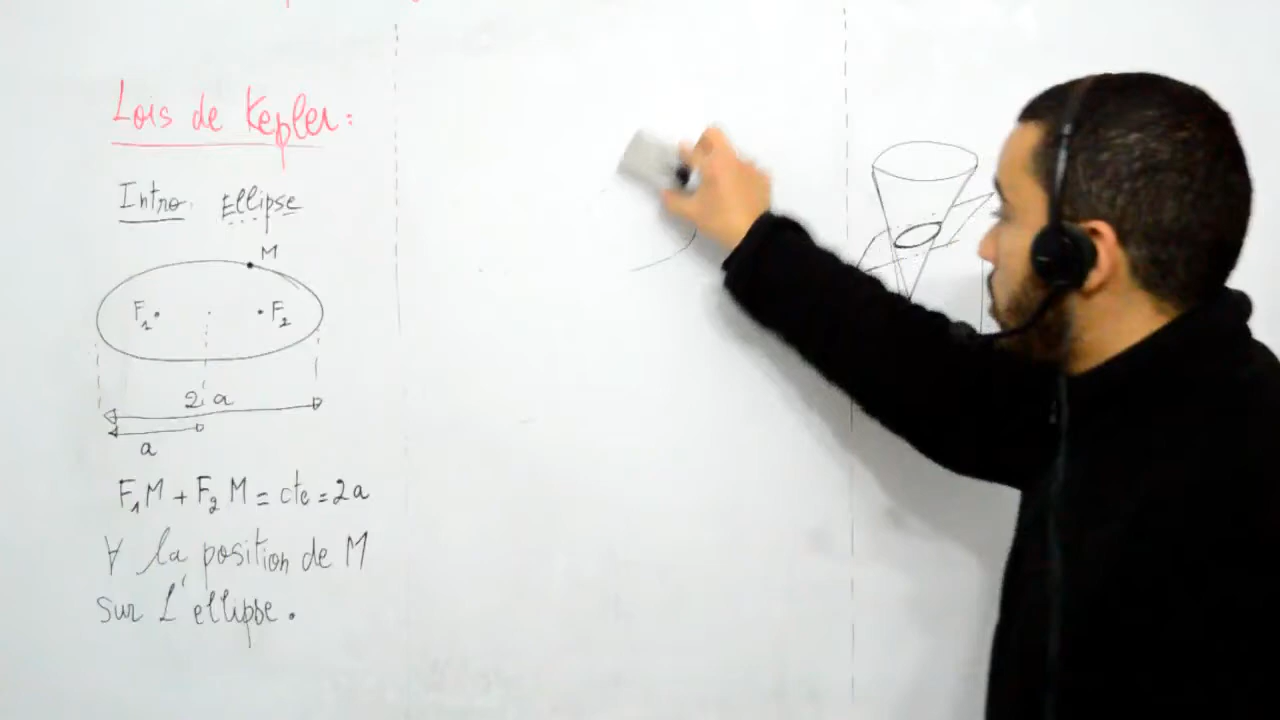 Lois de Kepler :
Intro. Ellipse
M
F₁ F₂
2 a
a
F₁M + F₂M = cte = 2a
∀ la position de M
sur L'ellipse.